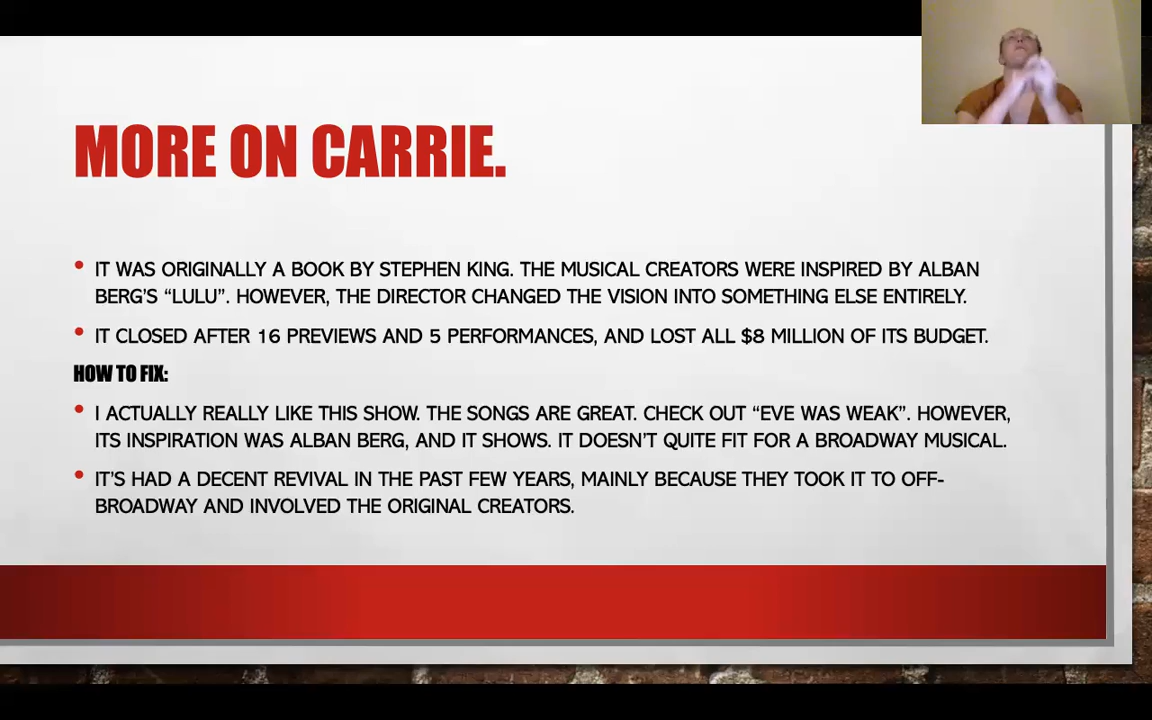 MORE ON CARRIE.
• IT WAS ORIGINALLY A BOOK BY STEPHEN KING. THE MUSICAL CREATORS WERE INSPIRED BY ALBAN
BERG’S “LULU”. HOWEVER, THE DIRECTOR CHANGED THE VISION INTO SOMETHING ELSE ENTIRELY.
• IT CLOSED AFTER 16 PREVIEWS AND 5 PERFORMANCES, AND LOST ALL $8 MILLION OF ITS BUDGET.
HOW TO FIX:
• I ACTUALLY REALLY LIKE THIS SHOW. THE SONGS ARE GREAT. CHECK OUT “EVE WAS WEAK”. HOWEVER,
ITS INSPIRATION WAS ALBAN BERG, AND IT SHOWS. IT DOESN’T QUITE FIT FOR A BROADWAY MUSICAL.
• IT’S HAD A DECENT REVIVAL IN THE PAST FEW YEARS, MAINLY BECAUSE THEY TOOK IT TO OFF-
BROADWAY AND INVOLVED THE ORIGINAL CREATORS.